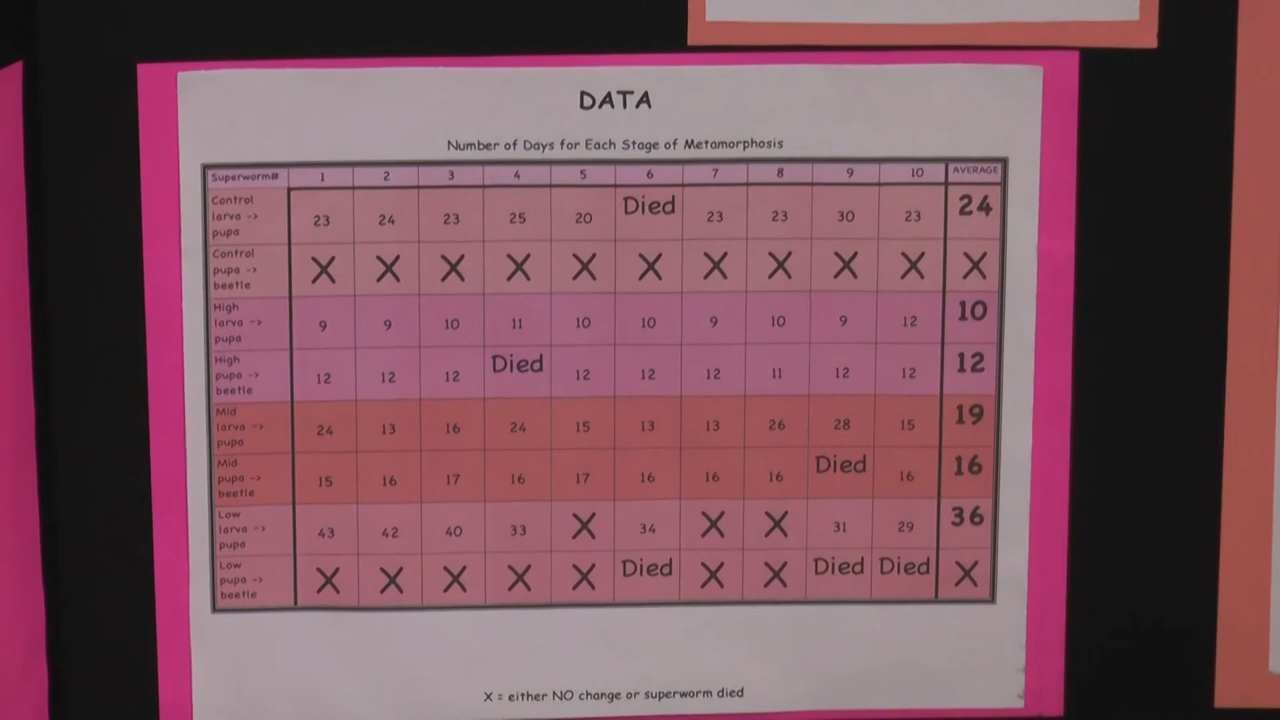 DATA
Number of Days for Each Stage of Metamorphosis
Superworm# 1 2 3 4 5 6 7 8 9 10 AVERAGE
Control larva -> pupa 23 24 23 25 20 Died 23 23 30 23 24
Control pupa -> beetle X X X X X X X X X X X
High larva -> pupa 9 9 10 11 10 10 9 10 9 12 10
High pupa -> beetle 12 12 12 Died 12 12 12 11 12 12 12
Mid larva -> pupa 24 13 16 24 15 13 13 26 28 15 19
Mid pupa -> beetle 15 16 17 16 17 16 16 16 Died 16 16
Low larva -> pupa 43 42 40 33 X 34 X X 31 29 36
Low pupa -> beetle X X X X X Died X X Died Died X
X = either NO change or superworm died